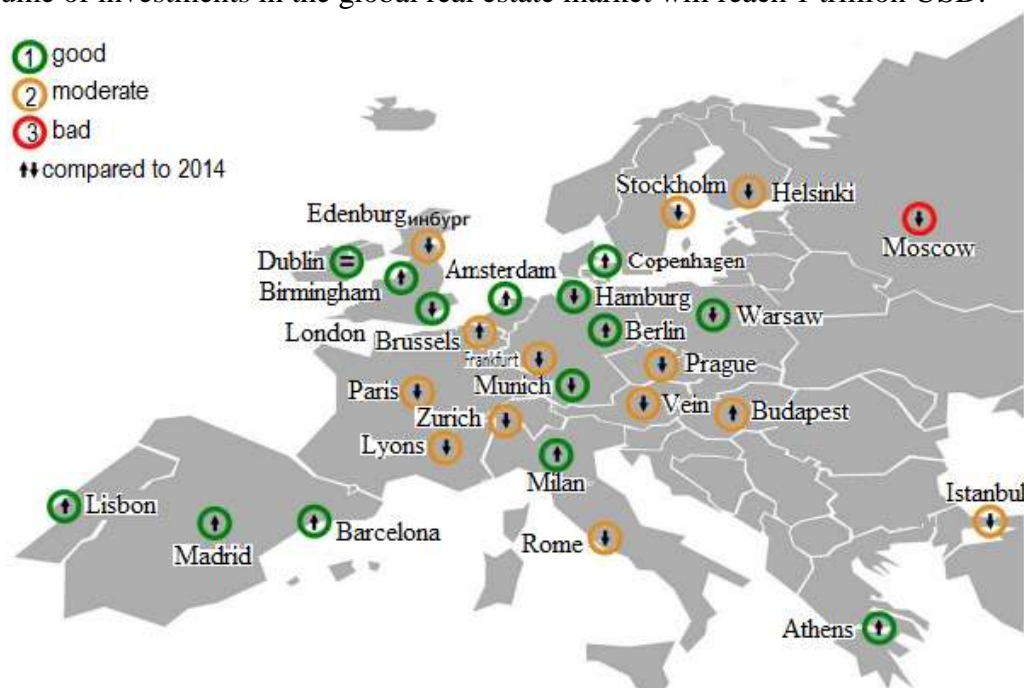 ume of investments in the global real estate market will reach 1 trillion USD.
1 good
2 moderate
3 bad
compared to 2014
Stockholm
Helsinki
Edenburgинбург
Moscow
Dublin
Copenhagen
Amsterdam
Birmingham
Hamburg
Warsaw
London
Brussels
Berlin
Frankfurt
Prague
Munich
Paris
Vein
Budapest
Zurich
Lyons
Milan
Istanbul
Lisbon
Barcelona
Madrid
Rome
Athens